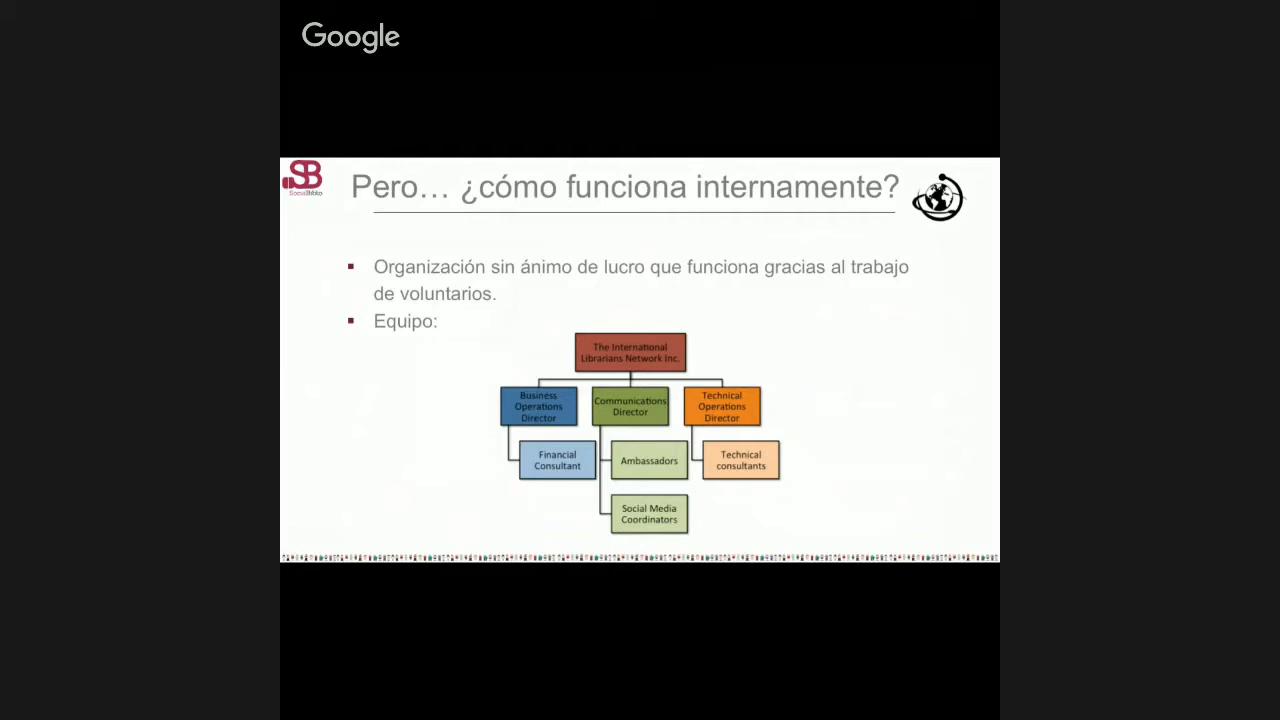 Google
SB
SocialBiblio
Pero… ¿cómo funciona internamente?
Organización sin ánimo de lucro que funciona gracias al trabajo
de voluntarios.
Equipo:
The International
Librarians Network Inc.
Business
Operations
Director
Communications
Director
Technical
Operations
Director
Financial
Consultant
Ambassadors
Technical
consultants
Social Media
Coordinators